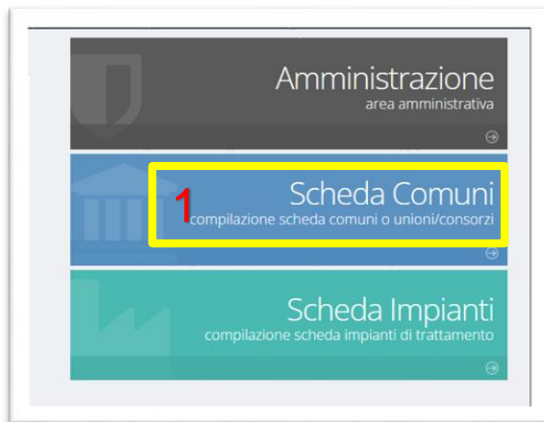 Amministrazione
area amministrativa
1
Scheda Comuni
compilazione scheda comuni o unioni/consorzi
Scheda Impianti
compilazione scheda impianti di trattamento